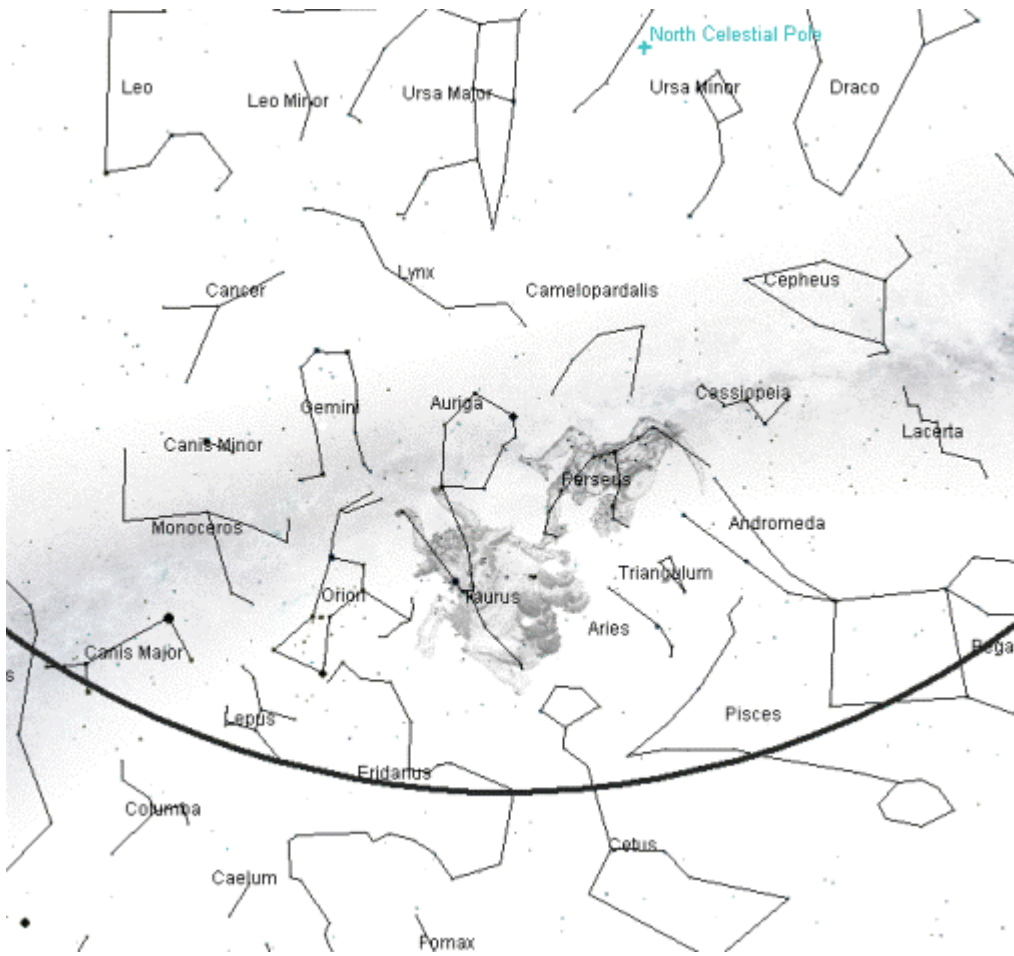 North Celestial Pole
Leo
Leo Minor
Ursa Major
Ursa Minor
Draco
Lynx
Cancer
Camelopardalis
Cepheus
Gemini
Auriga
Cassiopeia
Canis Minor
Lacerta
Perseus
Monoceros
Andromeda
Triangulum
Orion
Taurus
Aries
Canis Major
Pega
s
Lepus
Pisces
Eridanus
Columba
Cetus
Caelum
Fornax